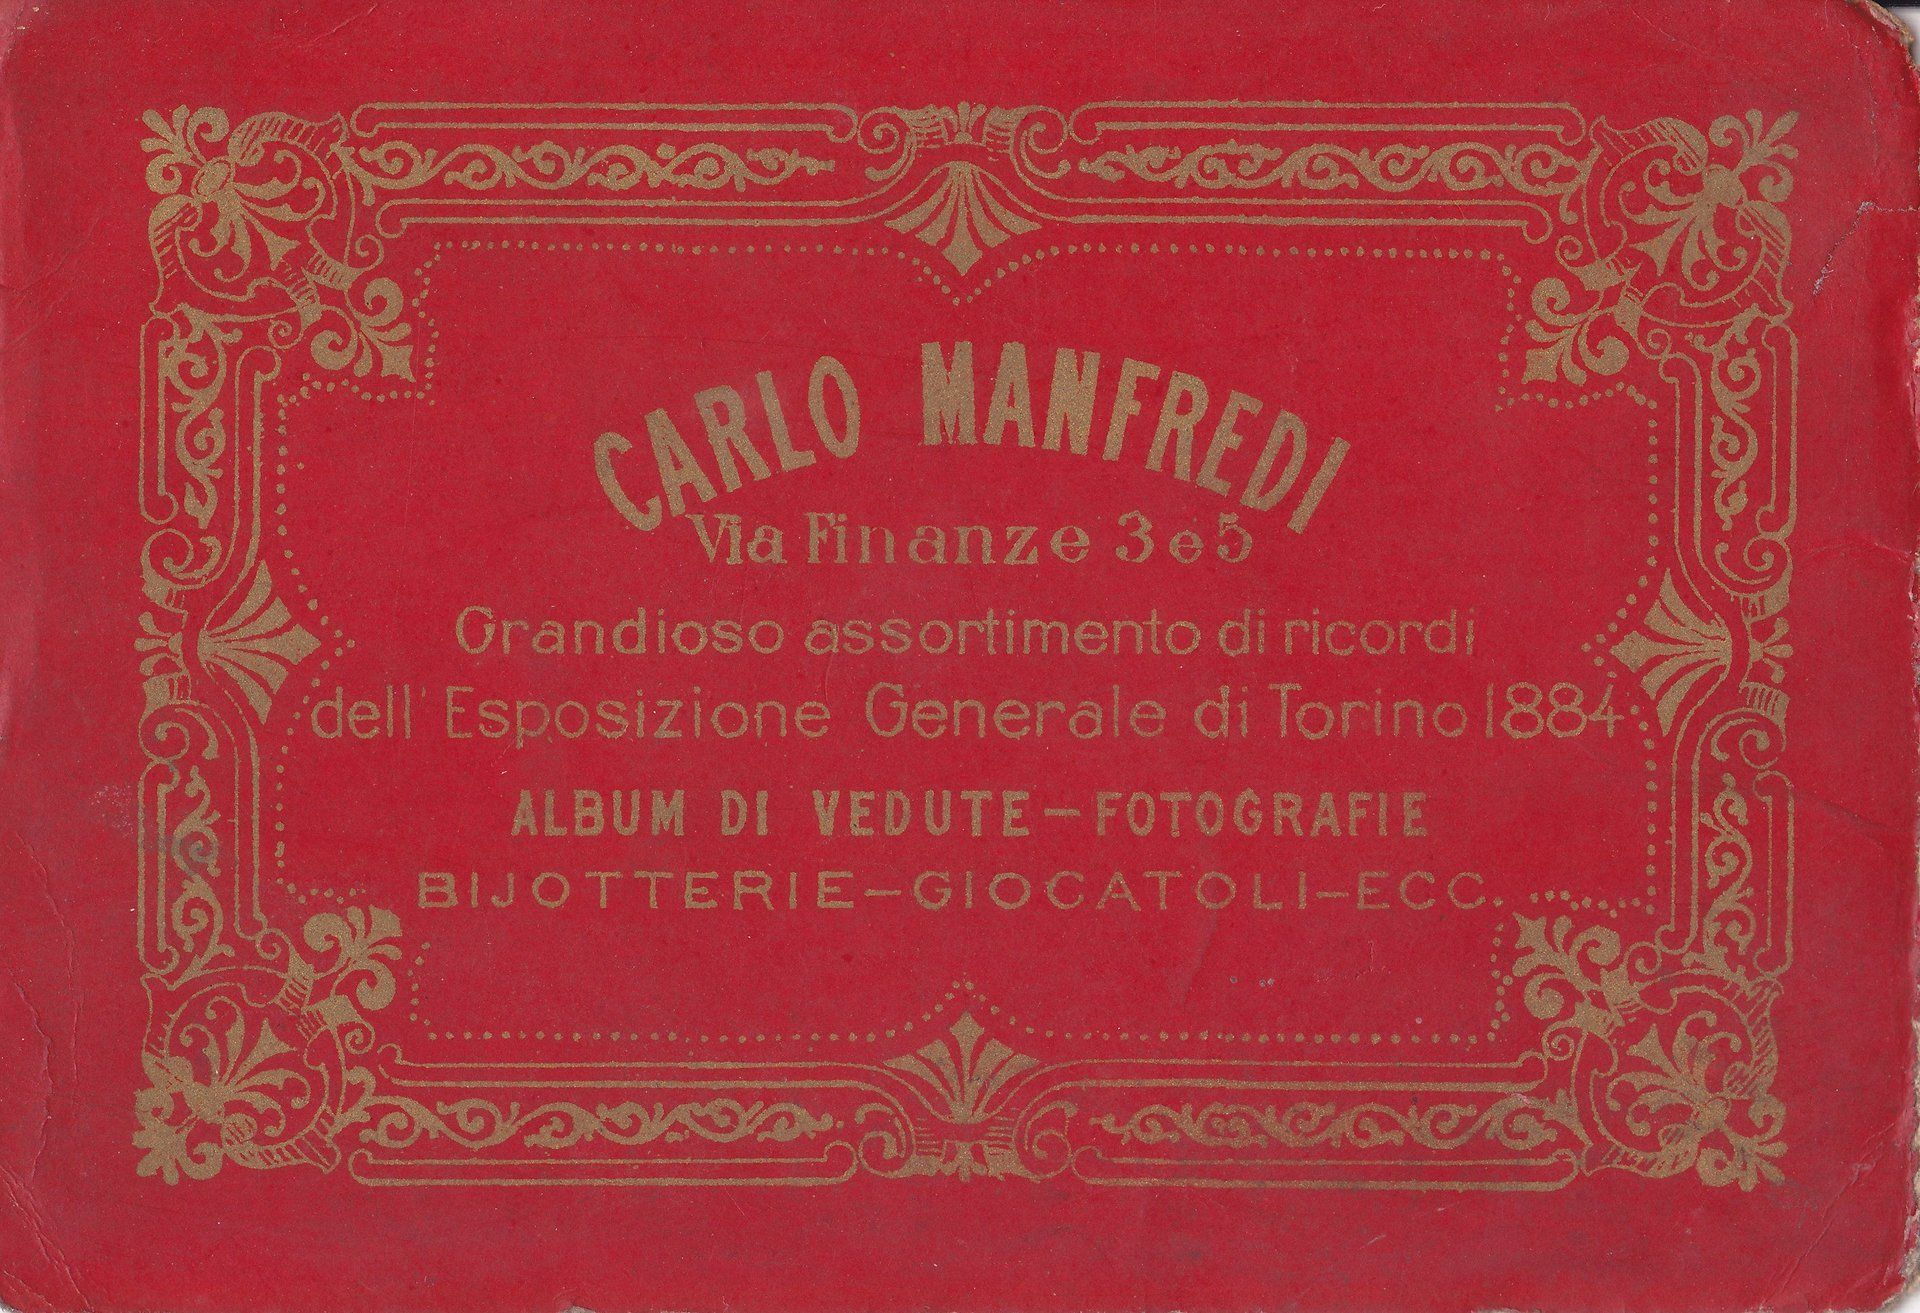 CARLO MANFREDI
Via Finanze 3 e 5
Grandioso assortimento di ricordi
dell' Esposizione Generale di Torino 1884
ALBUM DI VEDUTE – FOTOGRAFIE
BIJOTTERIE – GIOCATOLI – ECC.